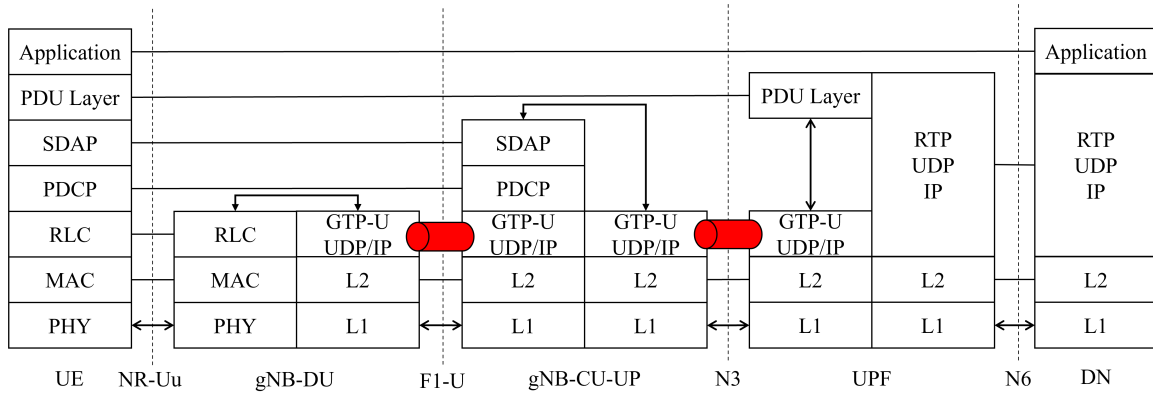 Application Application
PDU Layer PDU Layer
SDAP SDAP RTP RTP
UDP UDP
PDCP PDCP IP IP
RLC RLC GTP-U GTP-U GTP-U GTP-U
UDP/IP UDP/IP UDP/IP UDP/IP
MAC MAC L2 L2 L2 L2 L2 L2
PHY PHY L1 L1 L1 L1 L1 L1
UE NR-Uu gNB-DU F1-U gNB-CU-UP N3 UPF N6 DN